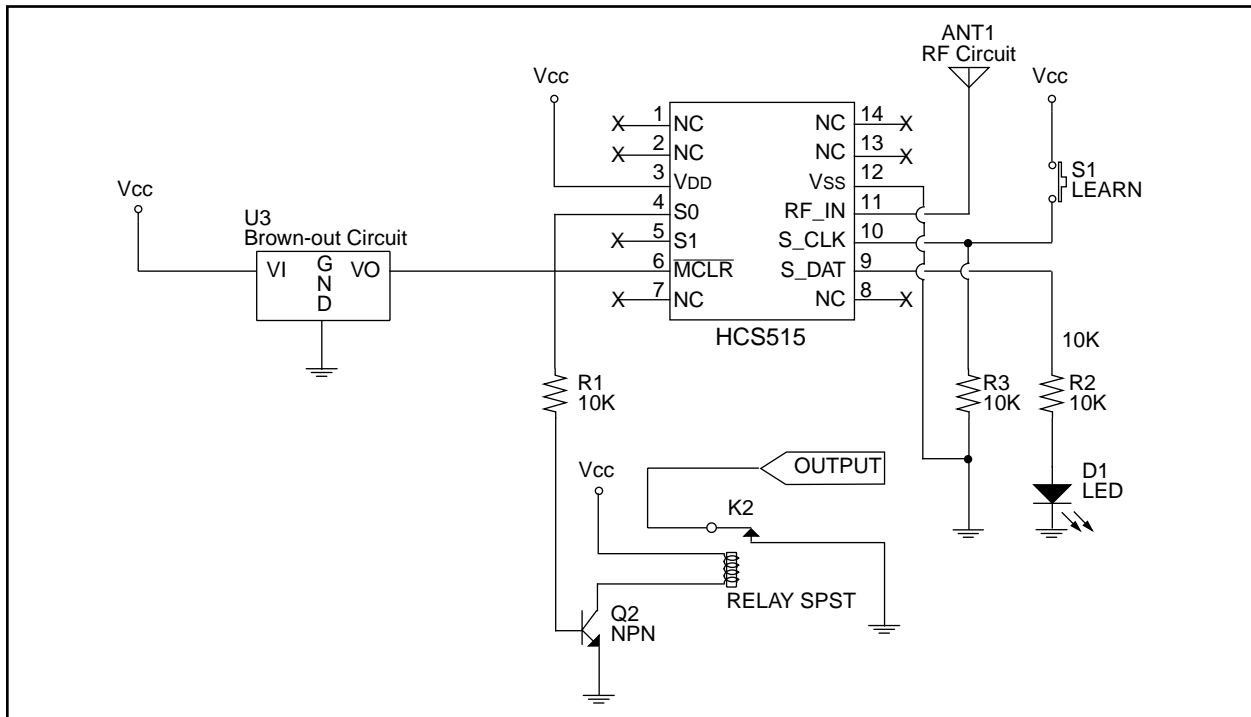 ANT1
RF Circuit
Vcc
Vcc
Vcc
1 NC
2 NC
3 VDD
4 S0
5 S1
6 MCLR
7 NC
NC 14
NC 13
VSS 12
RF_IN 11
S_CLK 10
S_DAT 9
NC 8
HCS515
S1
LEARN
U3
Brown-out Circuit
VI GND VO
10K
R1
10K
R3
10K
R2
10K
Vcc
OUTPUT
K2
D1
LED
RELAY SPST
Q2
NPN